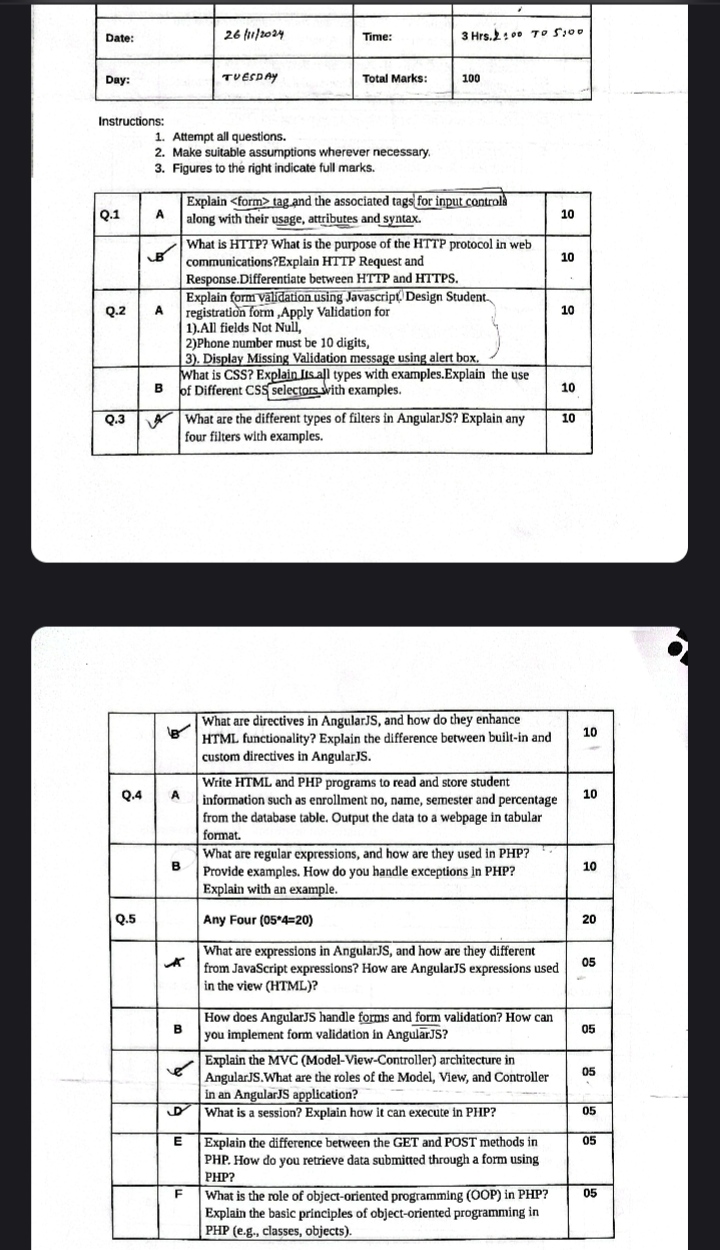 Date: 26/11/2024 Time: 3 Hrs. 2:00 TO 5:00
Day: TUESDAY Total Marks: 100
Instructions:
1. Attempt all questions.
2. Make suitable assumptions wherever necessary.
3. Figures to the right indicate full marks.
Q.1 A Explain <form> tag and the associated tags for input controls 10
along with their usage, attributes and syntax.
B What is HTTP? What is the purpose of the HTTP protocol in web 10
communications?Explain HTTP Request and
Response.Differentiate between HTTP and HTTPS.
Q.2 A Explain form validation using Javascript. Design Student 10
registration form ,Apply Validation for
1).All fields Not Null,
2)Phone number must be 10 digits,
3). Display Missing Validation message using alert box.
B What is CSS? Explain Its all types with examples.Explain the use 10
of Different CSS selectors with examples.
Q.3 A What are the different types of filters in AngularJS? Explain any 10
four filters with examples.
B What are directives in AngularJS, and how do they enhance 10
HTML functionality? Explain the difference between built-in and
custom directives in AngularJS.
Q.4 A Write HTML and PHP programs to read and store student 10
information such as enrollment no, name, semester and percentage
from the database table. Output the data to a webpage in tabular
format.
B What are regular expressions, and how are they used in PHP? 10
Provide examples. How do you handle exceptions in PHP?
Explain with an example.
Q.5 Any Four (05*4=20) 20
A What are expressions in AngularJS, and how are they different 05
from JavaScript expressions? How are AngularJS expressions used
in the view (HTML)?
B How does AngularJS handle forms and form validation? How can 05
you implement form validation in AngularJS?
C Explain the MVC (Model-View-Controller) architecture in 05
AngularJS.What are the roles of the Model, View, and Controller
in an AngularJS application?
D What is a session? Explain how it can execute in PHP? 05
E Explain the difference between the GET and POST methods in 05
PHP. How do you retrieve data submitted through a form using
PHP?
F What is the role of object-oriented programming (OOP) in PHP? 05
Explain the basic principles of object-oriented programming in
PHP (e.g., classes, objects).